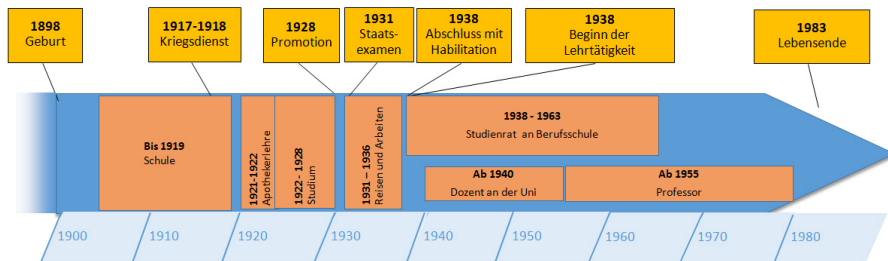 1898
Geburt
1917-1918
Kriegsdienst
1928
Promotion
1931
Staats-
examen
1938
Abschluss mit
Habilitation
1938
Beginn der
Lehrtätigkeit
1983
Lebensende
Bis 1919
Schule
1921-1922
Apothekerlehre
1922 - 1928
Studium
1931 – 1936
Reisen und Arbeiten
1938 - 1963
Studienrat an Berufsschule
Ab 1940
Dozent an der Uni
Ab 1955
Professor
1900
1910
1920
1930
1940
1950
1960
1970
1980